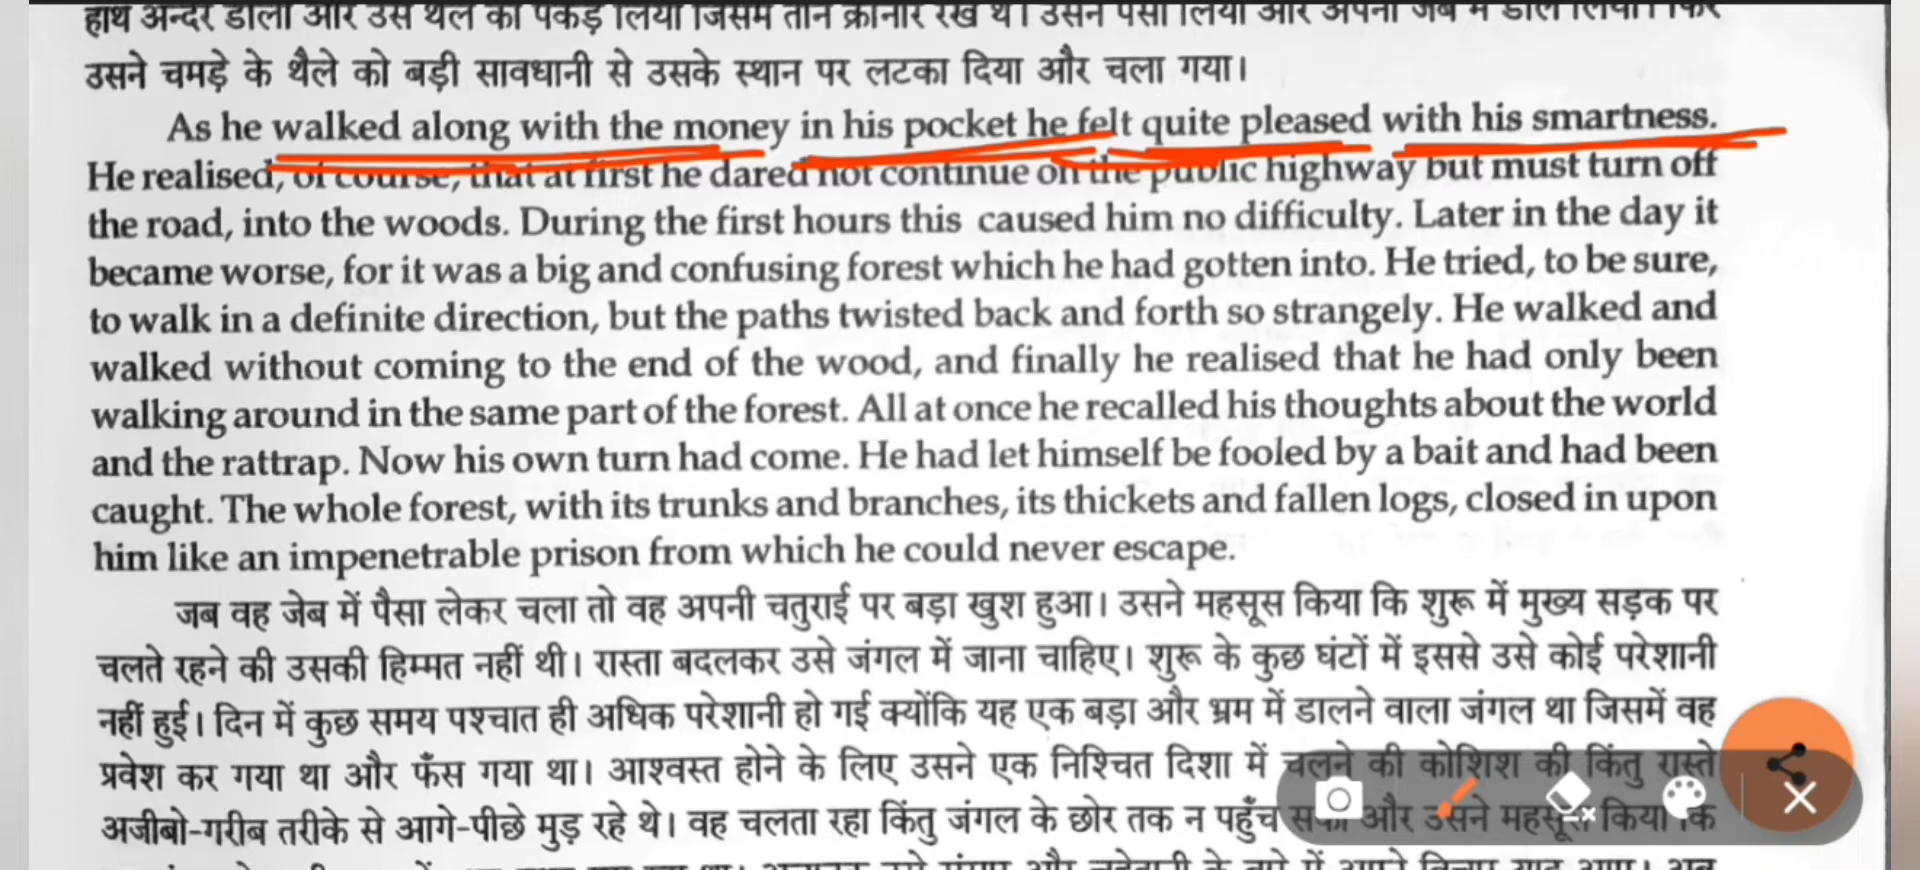 हाथ अन्दर डाला और उस थैले को पकड़ लिया जिसमें तीन क्रोनोर रखे थे। उसने पैसा लिया और अपनी जेब में डाल लिया। फिर
उसने चमड़े के थैले को बड़ी सावधानी से उसके स्थान पर लटका दिया और चला गया।
As he walked along with the money in his pocket he felt quite pleased with his smartness.
He realised, of course, that at first he dared not continue on the public highway but must turn off
the road, into the woods. During the first hours this caused him no difficulty. Later in the day it
became worse, for it was a big and confusing forest which he had gotten into. He tried, to be sure,
to walk in a definite direction, but the paths twisted back and forth so strangely. He walked and
walked without coming to the end of the wood, and finally he realised that he had only been
walking around in the same part of the forest. All at once he recalled his thoughts about the world
and the rattrap. Now his own turn had come. He had let himself be fooled by a bait and had been
caught. The whole forest, with its trunks and branches, its thickets and fallen logs, closed in upon
him like an impenetrable prison from which he could never escape.
जब वह जेब में पैसा लेकर चला तो वह अपनी चतुराई पर बड़ा खुश हुआ। उसने महसूस किया कि शुरू में मुख्य सड़क पर
चलते रहने की उसकी हिम्मत नहीं थी। रास्ता बदलकर उसे जंगल में जाना चाहिए। शुरू के कुछ घंटों में इससे उसे कोई परेशानी
नहीं हुई। दिन में कुछ समय पश्चात ही अधिक परेशानी हो गई क्योंकि यह एक बड़ा और भ्रम में डालने वाला जंगल था जिसमें वह
प्रवेश कर गया था और फँस गया था। आश्वस्त होने के लिए उसने एक निश्चित दिशा में चलने की कोशिश की किंतु रास्ते
अजीबो-गरीब तरीके से आगे-पीछे मुड़ रहे थे। वह चलता रहा किंतु जंगल के छोर तक न पहुँच सका और उसने महसूस किया कि